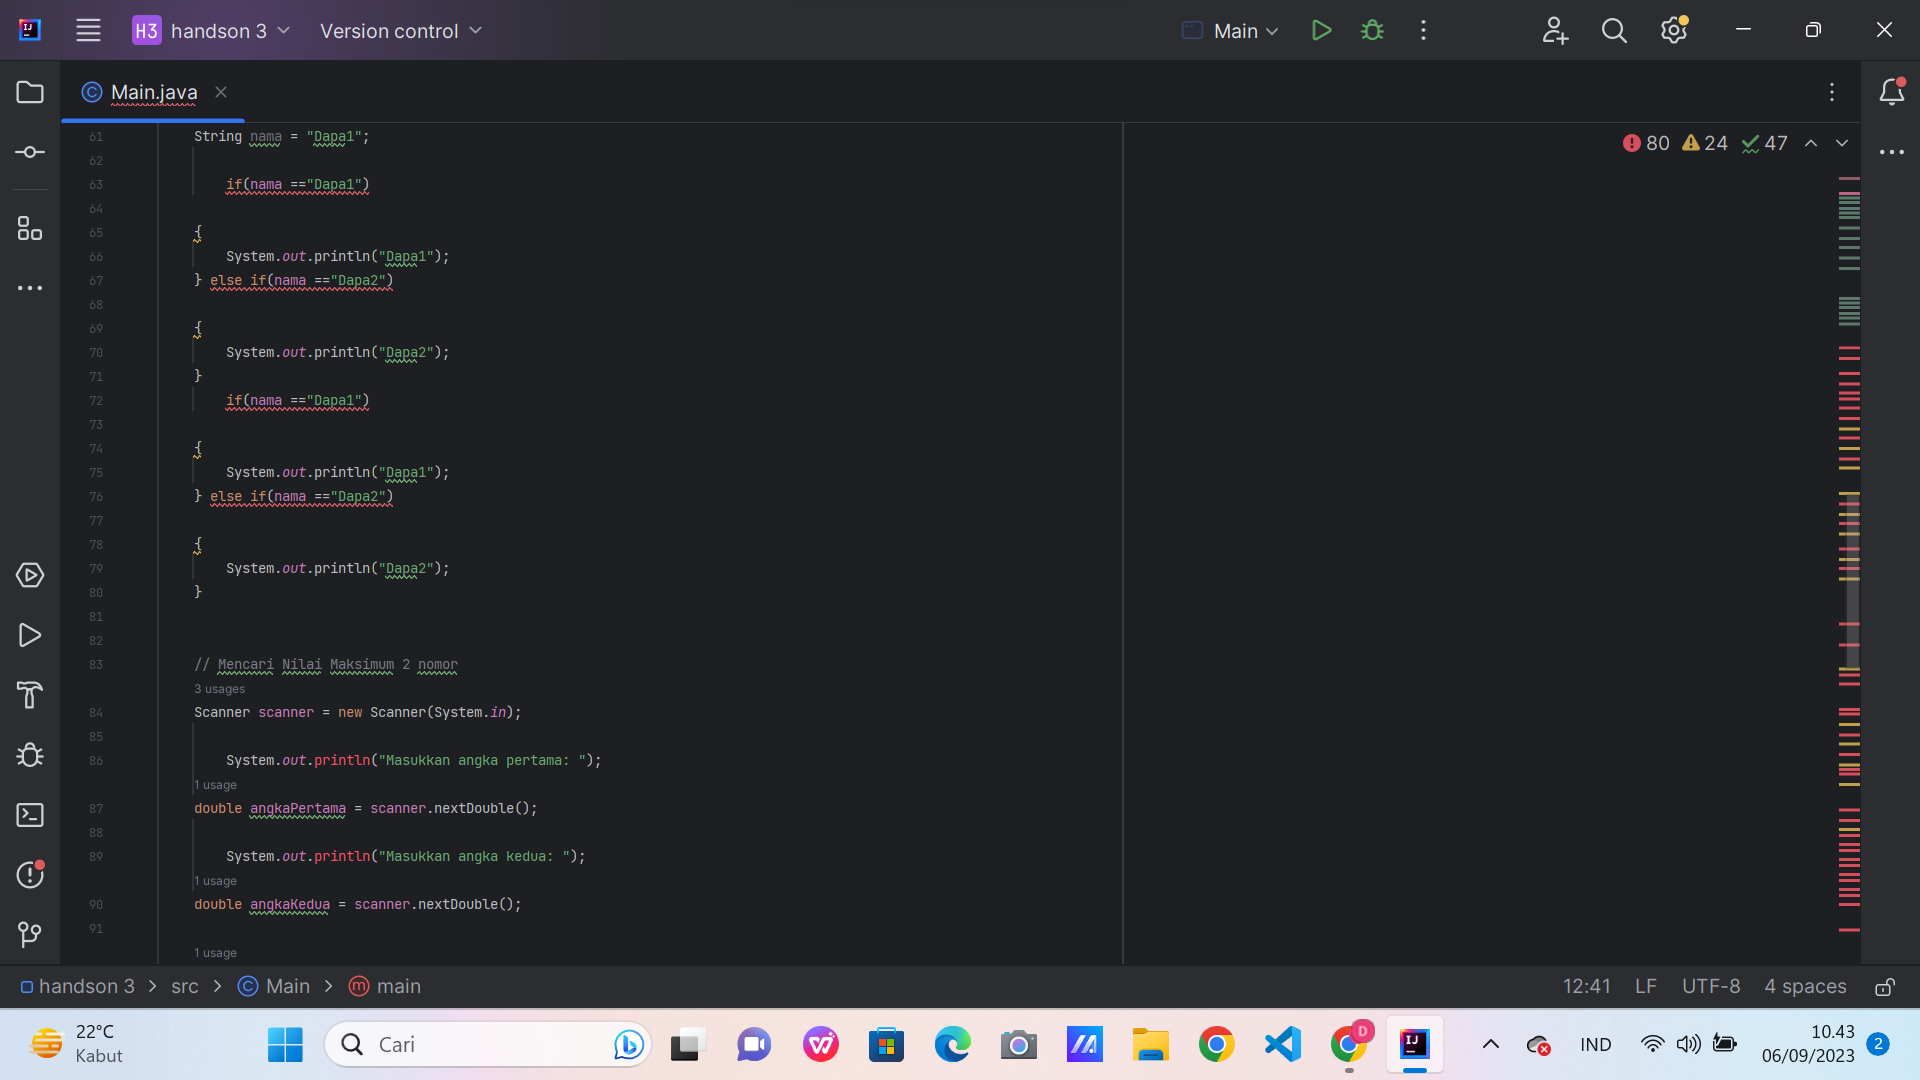 H3 handson 3 Version control Main
Main.java
80 24 47
61 String nama = "Dapa1";
62
63 if(nama =="Dapa1")
64
65 {
66 System.out.println("Dapa1");
67 } else if(nama =="Dapa2")
68
69 {
70 System.out.println("Dapa2");
71 }
72 if(nama =="Dapa1")
73
74 {
75 System.out.println("Dapa1");
76 } else if(nama =="Dapa2")
77
78 {
79 System.out.println("Dapa2");
80 }
81
82
83 // Mencari Nilai Maksimum 2 nomor
3 usages
84 Scanner scanner = new Scanner(System.in);
85
86 System.out.println("Masukkan angka pertama: ");
1 usage
87 double angkaPertama = scanner.nextDouble();
88
89 System.out.println("Masukkan angka kedua: ");
1 usage
90 double angkaKedua = scanner.nextDouble();
91
1 usage
handson 3 > src > Main > main 12:41 LF UTF-8 4 spaces
22°C
Kabut
Cari
IND
10.43
06/09/2023
2